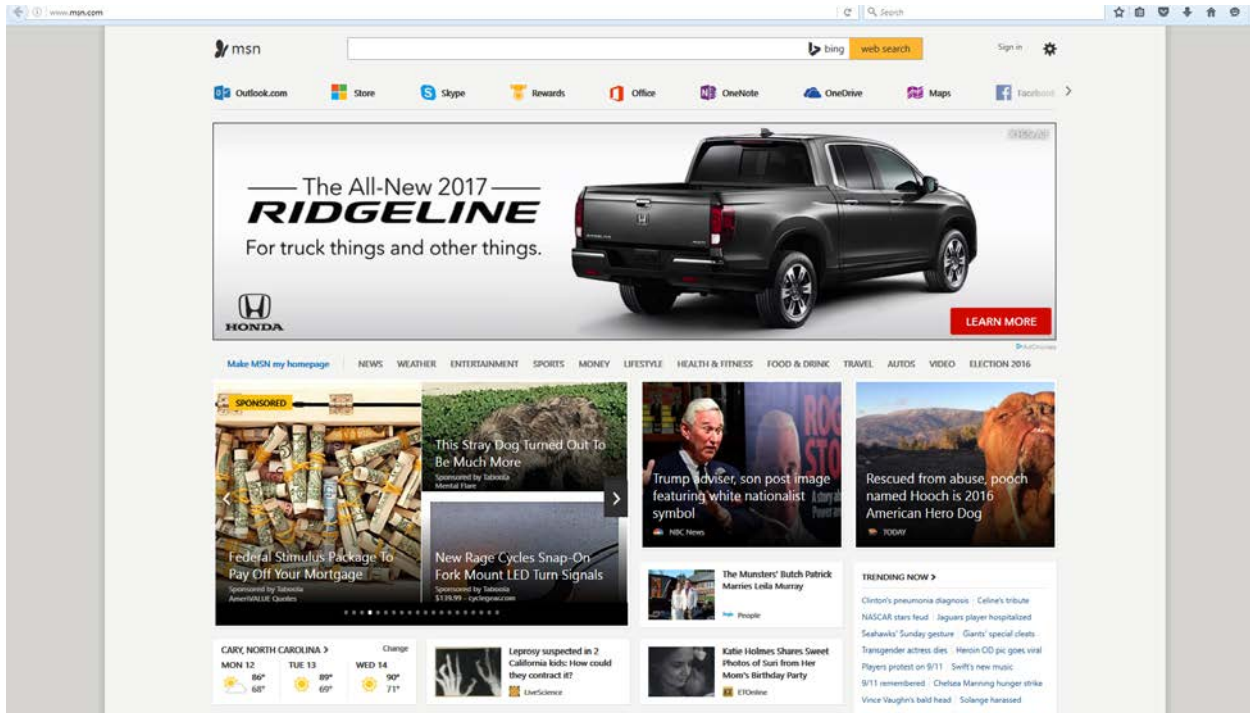 www.msn.com
Search
msn
bing
web search
Sign in
Outlook.com
Store
Skype
Rewards
Office
OneNote
OneDrive
Maps
Facebook
The All-New 2017
RIDGELINE
For truck things and other things.
HONDA
LEARN MORE
AdChoices
Make MSN my homepage
NEWS
WEATHER
ENTERTAINMENT
SPORTS
MONEY
LIFESTYLE
HEALTH & FITNESS
FOOD & DRINK
TRAVEL
AUTOS
VIDEO
ELECTION 2016
SPONSORED
Federal Stimulus Package To
Pay Off Your Mortgage
Sponsored by Taboola
AmeriVALUE Quotes
This Stray Dog Turned Out To
Be Much More
Sponsored by Taboola
Mental Flare
New Rage Cycles Snap-On
Fork Mount LED Turn Signals
Sponsored by Taboola
$139.99 - cyclegear.com
ROG
STO
Trump adviser, son post image
featuring white nationalist
symbol
NBC News
Rescued from abuse, pooch
named Hooch is 2016
American Hero Dog
TODAY
The Munsters' Butch Patrick
Marries Leila Murray
People
TRENDING NOW >
Clinton's pneumonia diagnosis
Celine's tribute
NASCAR stars feud
Jaguars player hospitalized
Seahawks' Sunday gesture
Giants' special cleats
Transgender actress dies
Heroin OD pic goes viral
Players protest on 9/11
Swift's new music
9/11 remembered
Chelsea Manning hunger strike
Vince Vaughn's bald head
Solange harassed
CARY, NORTH CAROLINA >
Change
MON 12
86°
68°
TUE 13
89°
69°
WED 14
90°
71°
Leprosy suspected in 2
California kids: How could
they contract it?
LiveScience
Katie Holmes Shares Sweet
Photos of Suri from Her
Mom's Birthday Party
ETOnline